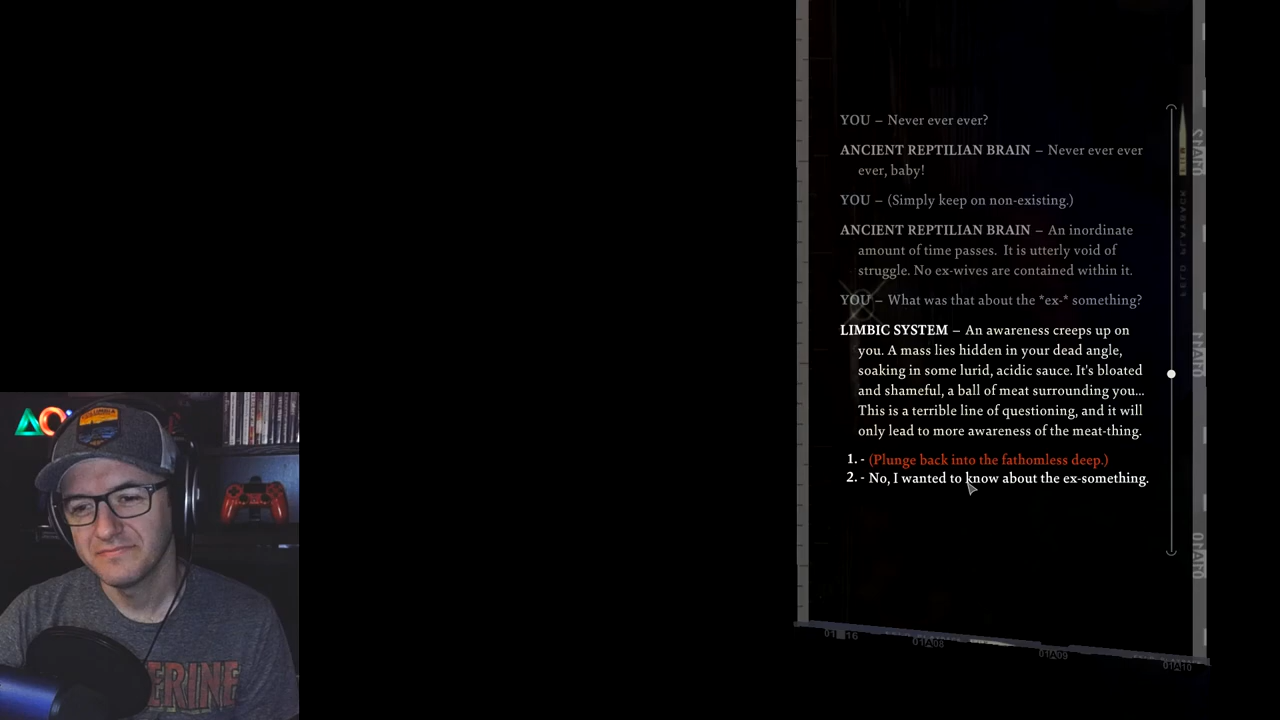 YOU – Never ever ever?
ANCIENT REPTILIAN BRAIN – Never ever ever
ever, baby!
YOU – (Simply keep on non-existing.)
ANCIENT REPTILIAN BRAIN – An inordinate
amount of time passes. It is utterly void of
struggle. No ex-wives are contained within it.
YOU – What was that about the *ex-* something?
LIMBIC SYSTEM – An awareness creeps up on
you. A mass lies hidden in your dead angle,
soaking in some lurid, acidic sauce. It's bloated
and shameful, a ball of meat surrounding you...
This is a terrible line of questioning, and it will
only lead to more awareness of the meat-thing.
1. - (Plunge back into the fathomless deep.)
2. - No, I wanted to know about the ex-something.
ERINE